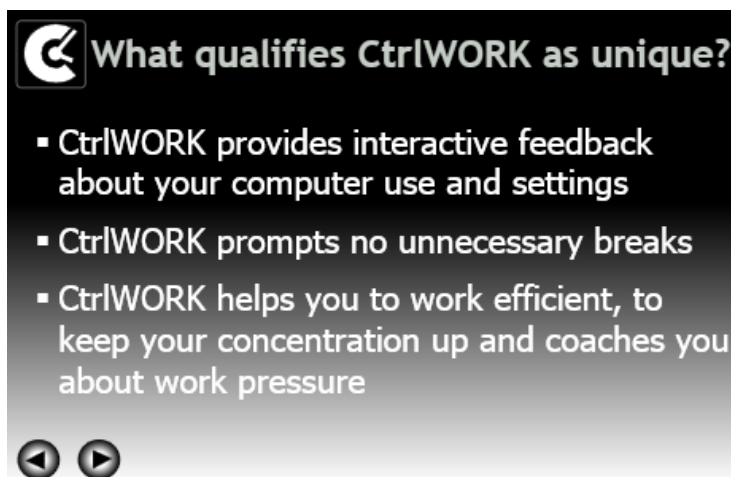 What qualifies CtrlWORK as unique?
▪ CtrlWORK provides interactive feedback
about your computer use and settings
▪ CtrlWORK prompts no unnecessary breaks
▪ CtrlWORK helps you to work efficient, to
keep your concentration up and coaches you
about work pressure